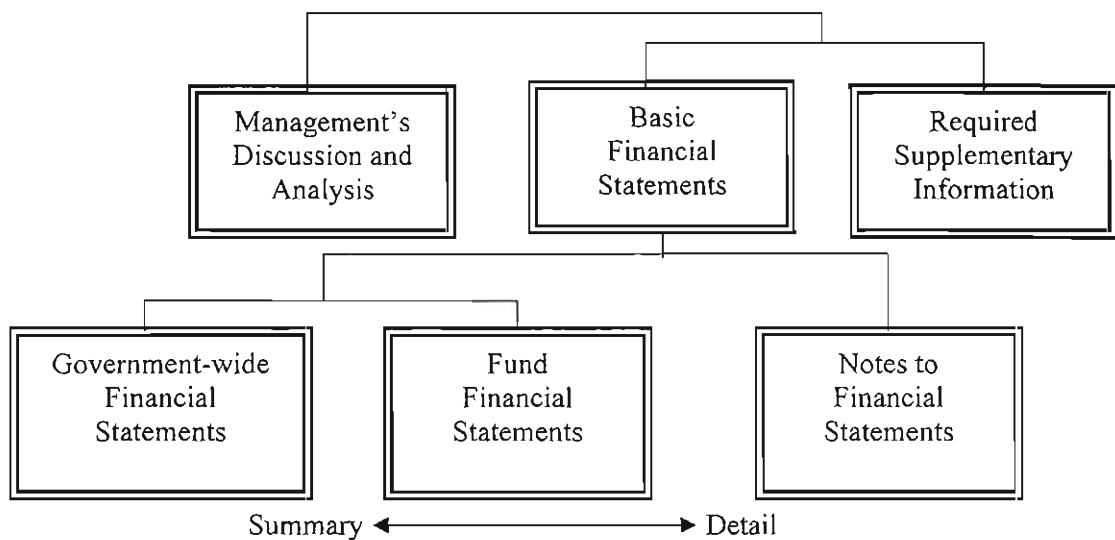 Management's
Discussion and
Analysis
Basic
Financial
Statements
Required
Supplementary
Information
Government-wide
Financial
Statements
Fund
Financial
Statements
Notes to
Financial
Statements
Summary
Detail